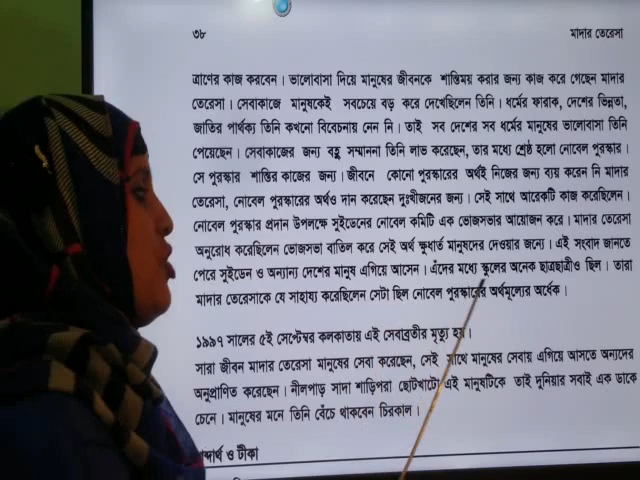 ৩৮
মাদার তেরেসা
ত্রাণের কাজ করবেন। ভালোবাসা দিয়ে মানুষের জীবনকে শান্তিময় করার জন্য কাজ করে গেছেন মাদার
তেরেসা। সেবাকাজে মানুষকেই সবচেয়ে বড় করে দেখেছিলেন তিনি। ধর্মের ফারাক, দেশের ভিন্নতা,
জাতির পার্থক্য তিনি কখনো বিবেচনায় নেন নি। তাই সব দেশের সব ধর্মের মানুষের ভালোবাসা তিনি
পেয়েছেন। সেবাকাজের জন্য বহু সম্মাননা তিনি লাভ করেছেন, তার মধ্যে শ্রেষ্ঠ হলো নোবেল পুরস্কার।
সে পুরস্কার শান্তির কাজের জন্য। জীবনে কোনো পুরস্কারের অর্থই নিজের জন্য ব্যয় করেন নি মাদার
তেরেসা, নোবেল পুরস্কারের অর্থও দান করেছেন দুঃখীজনের জন্য। সেই সাথে আরেকটি কাজ করেছিলেন।
নোবেল পুরস্কার প্রদান উপলক্ষে সুইডেনের নোবেল কমিটি এক ভোজসভার আয়োজন করে। মাদার তেরেসা
অনুরোধ করেছিলেন ভোজসভা বাতিল করে সেই অর্থ ক্ষুধার্ত মানুষদের দেওয়ার জন্যে। এই সংবাদ জানতে
পেরে সুইডেন ও অন্যান্য দেশের মানুষ এগিয়ে আসেন। এঁদের মধ্যে স্কুলের অনেক ছাত্রছাত্রীও ছিল। তারা
মাদার তেরেসাকে যে সাহায্য করেছিলেন সেটা ছিল নোবেল পুরস্কারের অর্থমূল্যের অর্ধেক।
১৯৯৭ সালের ৫ই সেপ্টেম্বর কলকাতায় এই সেবাব্রতীর মৃত্যু হয়।
সারা জীবন মাদার তেরেসা মানুষের সেবা করেছেন, সেই সাথে মানুষের সেবায় এগিয়ে আসতে অন্যদের
অনুপ্রাণিত করেছেন। নীলপাড় সাদা শাড়িপরা ছোটখাটো এই মানুষটিকে তাই দুনিয়ার সবাই এক ডাকে
চেনে। মানুষের মনে তিনি বেঁচে থাকবেন চিরকাল।
ব্দার্থ ও টীকা